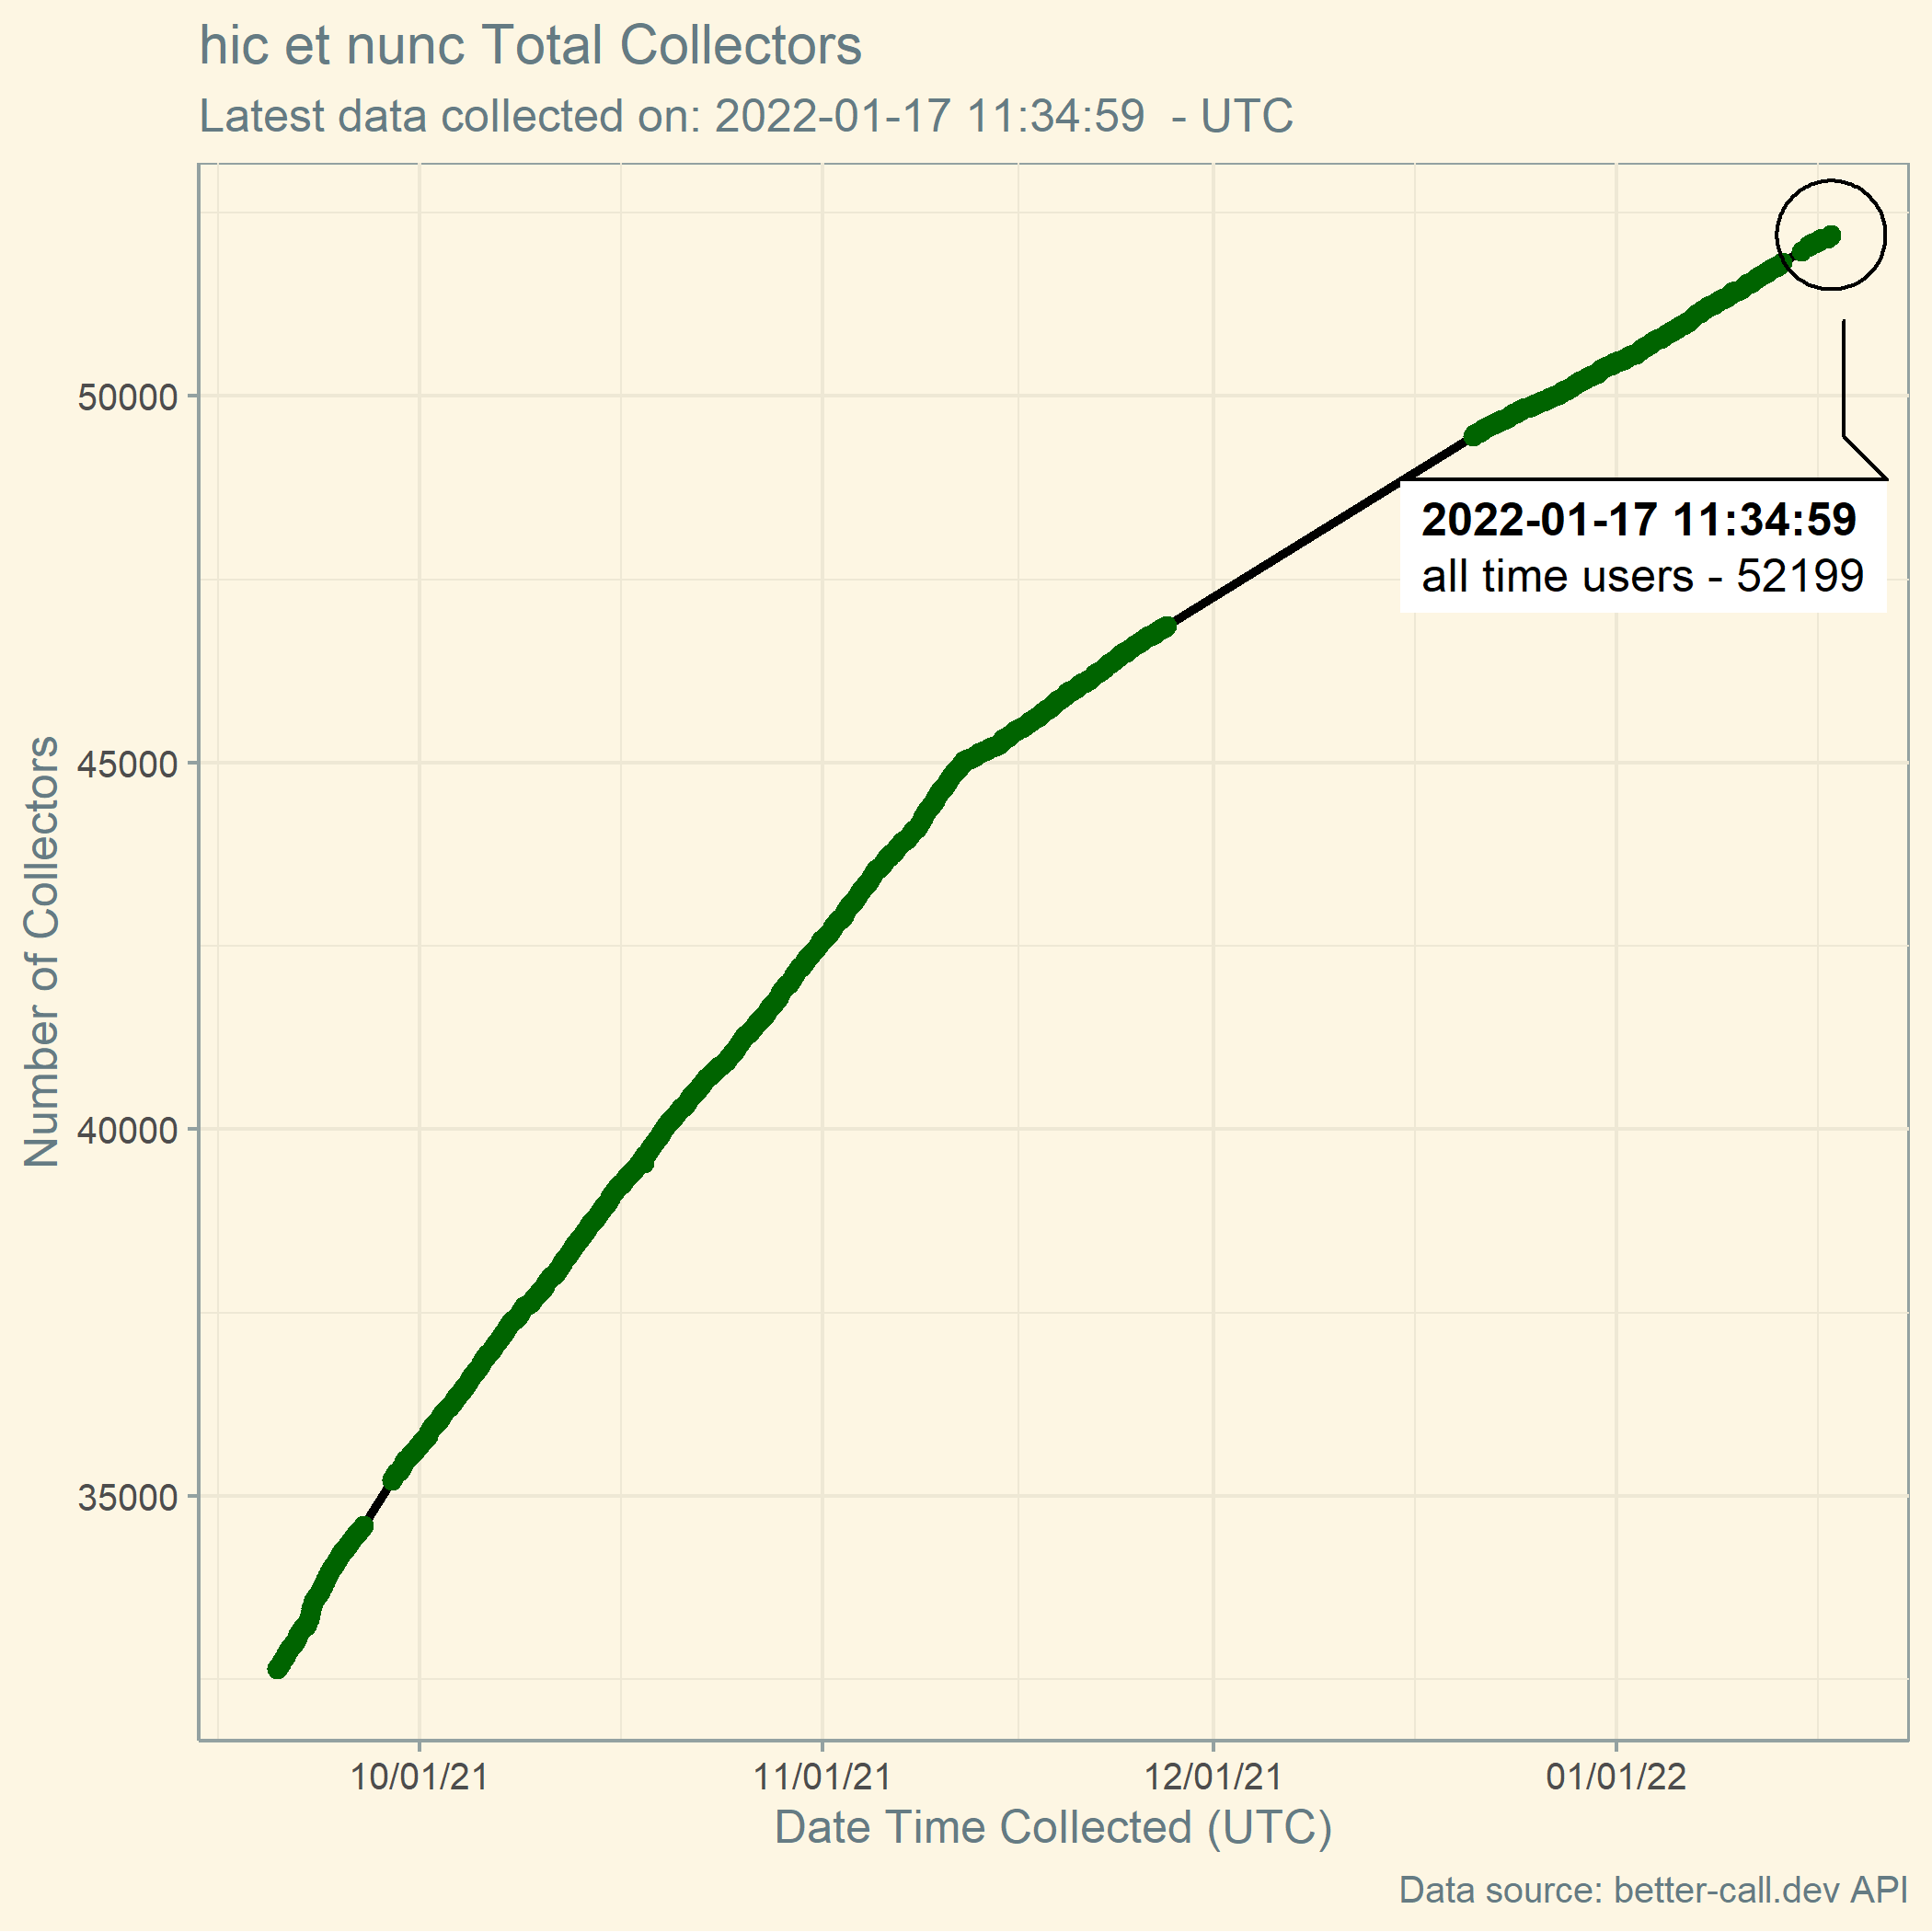 hic et nunc Total Collectors
Latest data collected on: 2022-01-17 11:34:59  - UTC
Number of Collectors
50000
45000
40000
35000
2022-01-17 11:34:59
all time users - 52199
10/01/21
11/01/21
12/01/21
01/01/22
Date Time Collected (UTC)
Data source: better-call.dev API